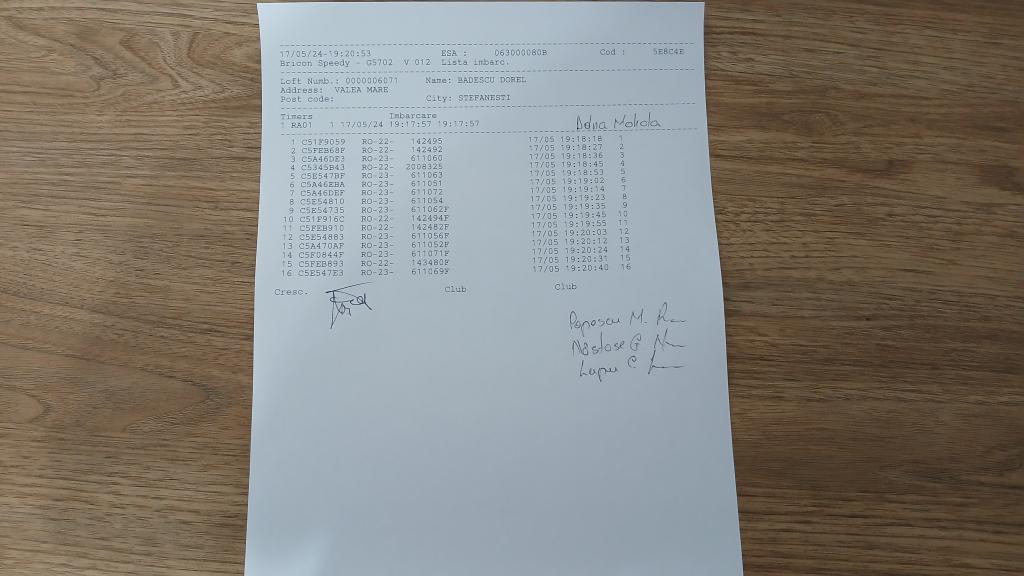 17/05/24-19:20:53 ESA : 063000080B Cod : 5E8C4E
Bricon Speedy - G5702 V 012 Lista imbarc.
Loft Numb.: 0000006071 Name: BADESCU DOREL
Address: VALEA MARE
Post code: City: STEFANESTI
Timers Imbarcare
1 RA01 1 17/05/24 19:17:57 19:17:57
1 C51F9059 RO-22- 142495 17/05 19:18:18 1
2 C5FEB68F RO-22- 142492 17/05 19:18:27 2
3 C5A46DE3 RO-23- 611060 17/05 19:18:36 3
4 C5345B43 RO-22- 2008325 17/05 19:18:45 4
5 C5E547BF RO-23- 611063 17/05 19:18:53 5
6 C5A46EBA RO-23- 611051 17/05 19:19:02 6
7 C5A46DEF RO-23- 611072 17/05 19:19:14 7
8 C5E54810 RO-23- 611054 17/05 19:19:23 8
9 C5E54735 RO-23- 611062F 17/05 19:19:35 9
10 C51F916C RO-22- 142494F 17/05 19:19:45 10
11 C5FEB910 RO-22- 142482F 17/05 19:19:55 11
12 C5E54883 RO-23- 611056F 17/05 19:20:03 12
13 C5A470AF RO-23- 611052F 17/05 19:20:12 13
14 C5F0844F RO-23- 611071F 17/05 19:20:24 14
15 C5FEB893 RO-22- 143480F 17/05 19:20:31 15
16 C5E547E3 RO-23- 611069F 17/05 19:20:40 16
Cresc. Club Club
Popescu M.
Năstase G
Lupu C